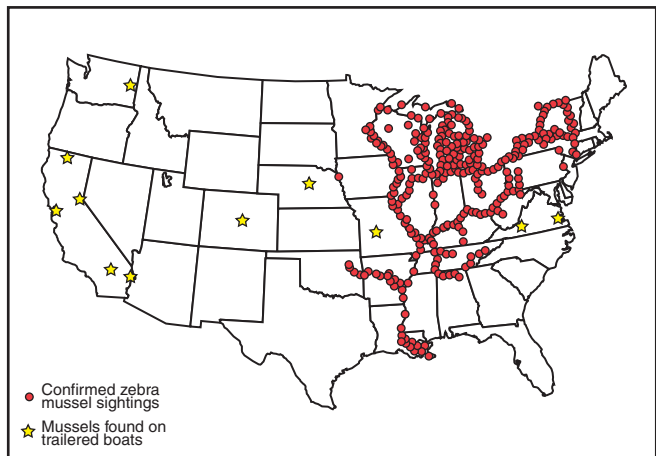 Confirmed zebra
mussel sightings
Mussels found on
trailered boats